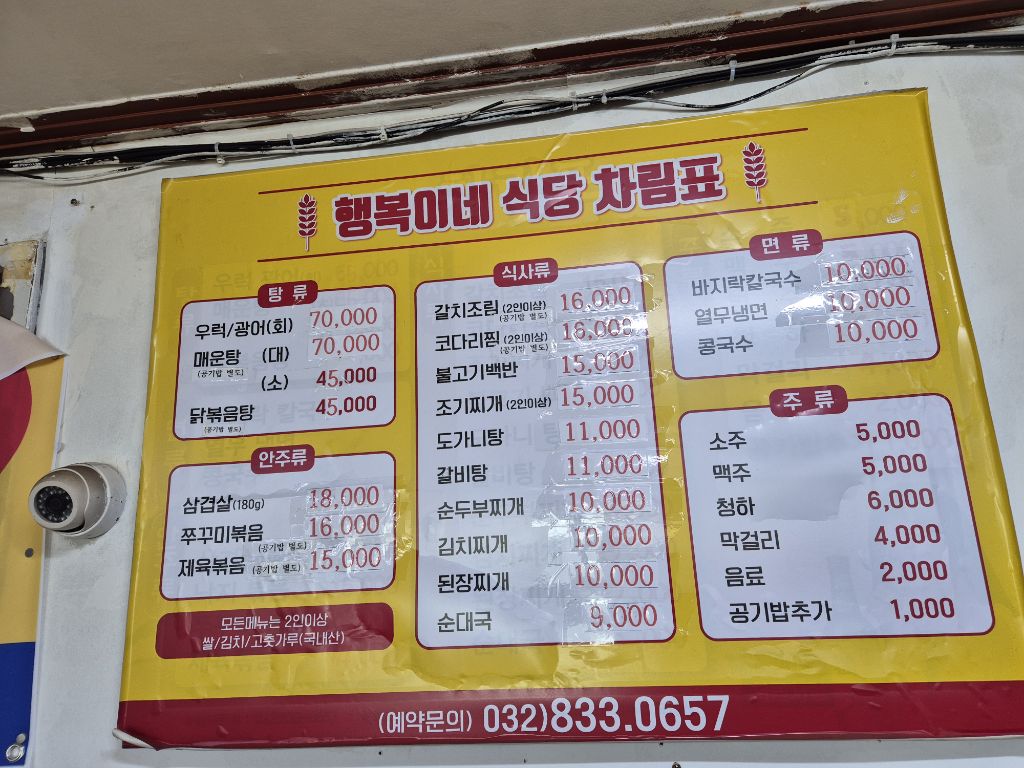 행복이네 식당 차림표
탕 류
우럭/광어(회) 70,000
매운탕 (대) 70,000
(공기밥 별도)
(소) 45,000
닭볶음탕 45,000
(공기밥 별도)
안주류
삼겹살(180g) 18,000
쭈꾸미볶음 16,000
(공기밥 별도)
제육볶음 (공기밥 별도) 15,000
모든메뉴는 2인이상
쌀/김치/고춧가루(국내산)
식사류
갈치조림 (2인이상) 16,000
(공기밥 별도)
코다리찜 (2인이상) 16,000
(공기밥 별도)
불고기백반 15,000
조기찌개 (2인이상) 15,000
도가니탕 11,000
갈비탕 11,000
순두부찌개 10,000
김치찌개 10,000
된장찌개 10,000
순대국 9,000
면 류
바지락칼국수 10,000
열무냉면 10,000
콩국수 10,000
주 류
소주 5,000
맥주 5,000
청하 6,000
막걸리 4,000
음료 2,000
공기밥추가 1,000
(예약문의) 032)833.0657